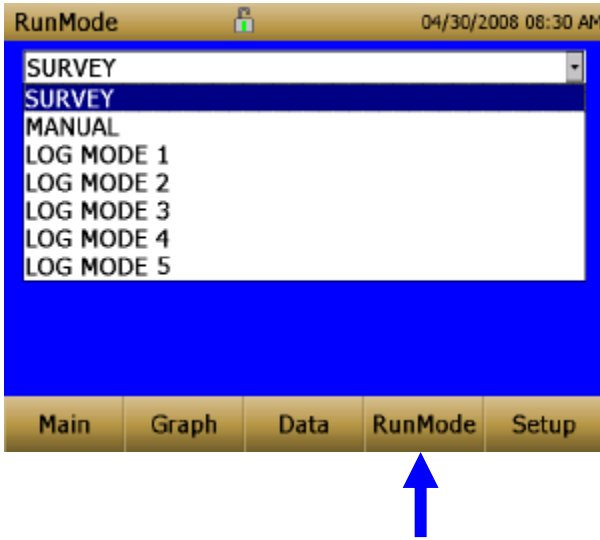 RunMode 04/30/2008 08:30 AM
SURVEY
SURVEY
MANUAL
LOG MODE 1
LOG MODE 2
LOG MODE 3
LOG MODE 4
LOG MODE 5
Main Graph Data RunMode Setup